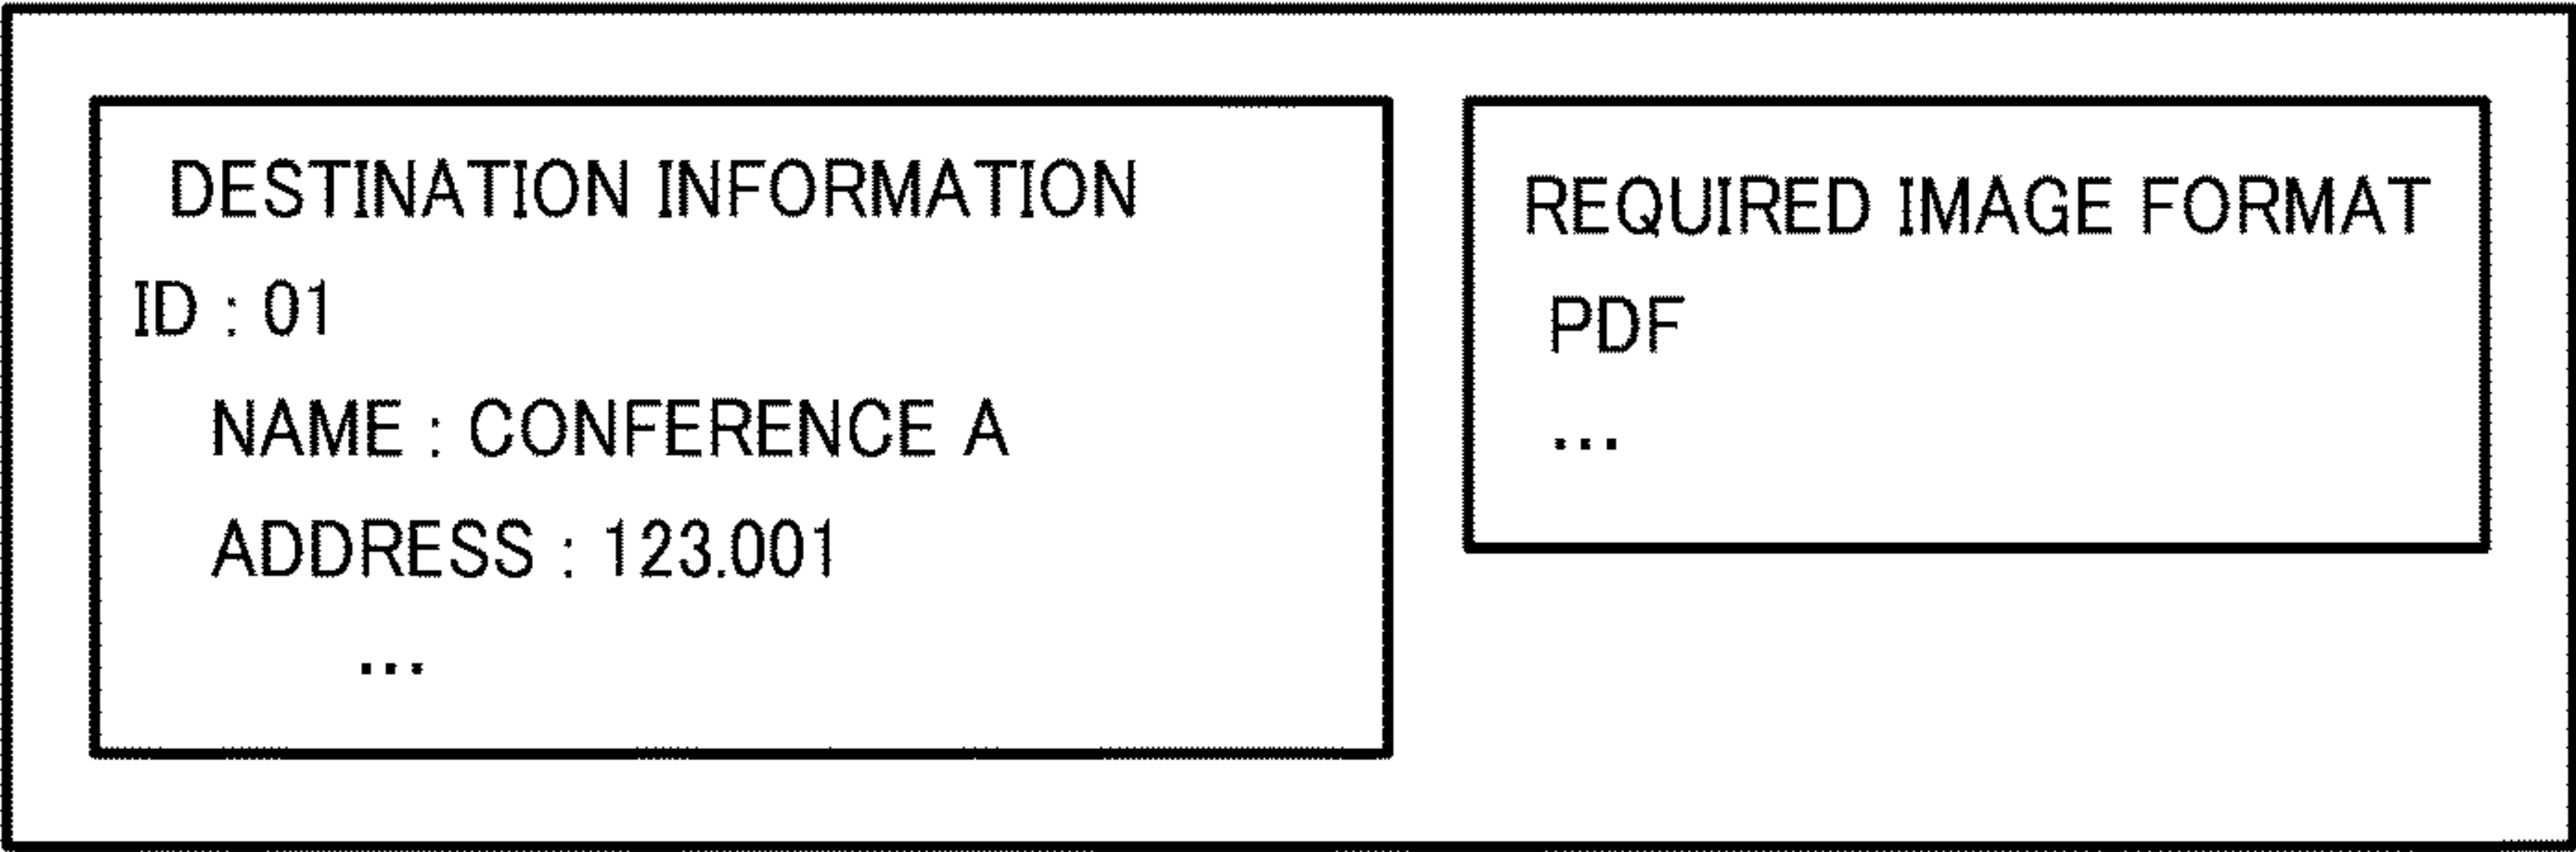 DESTINATION INFORMATION
ID : 01
NAME : CONFERENCE A
ADDRESS : 123.001
...
REQUIRED IMAGE FORMAT
PDF
...